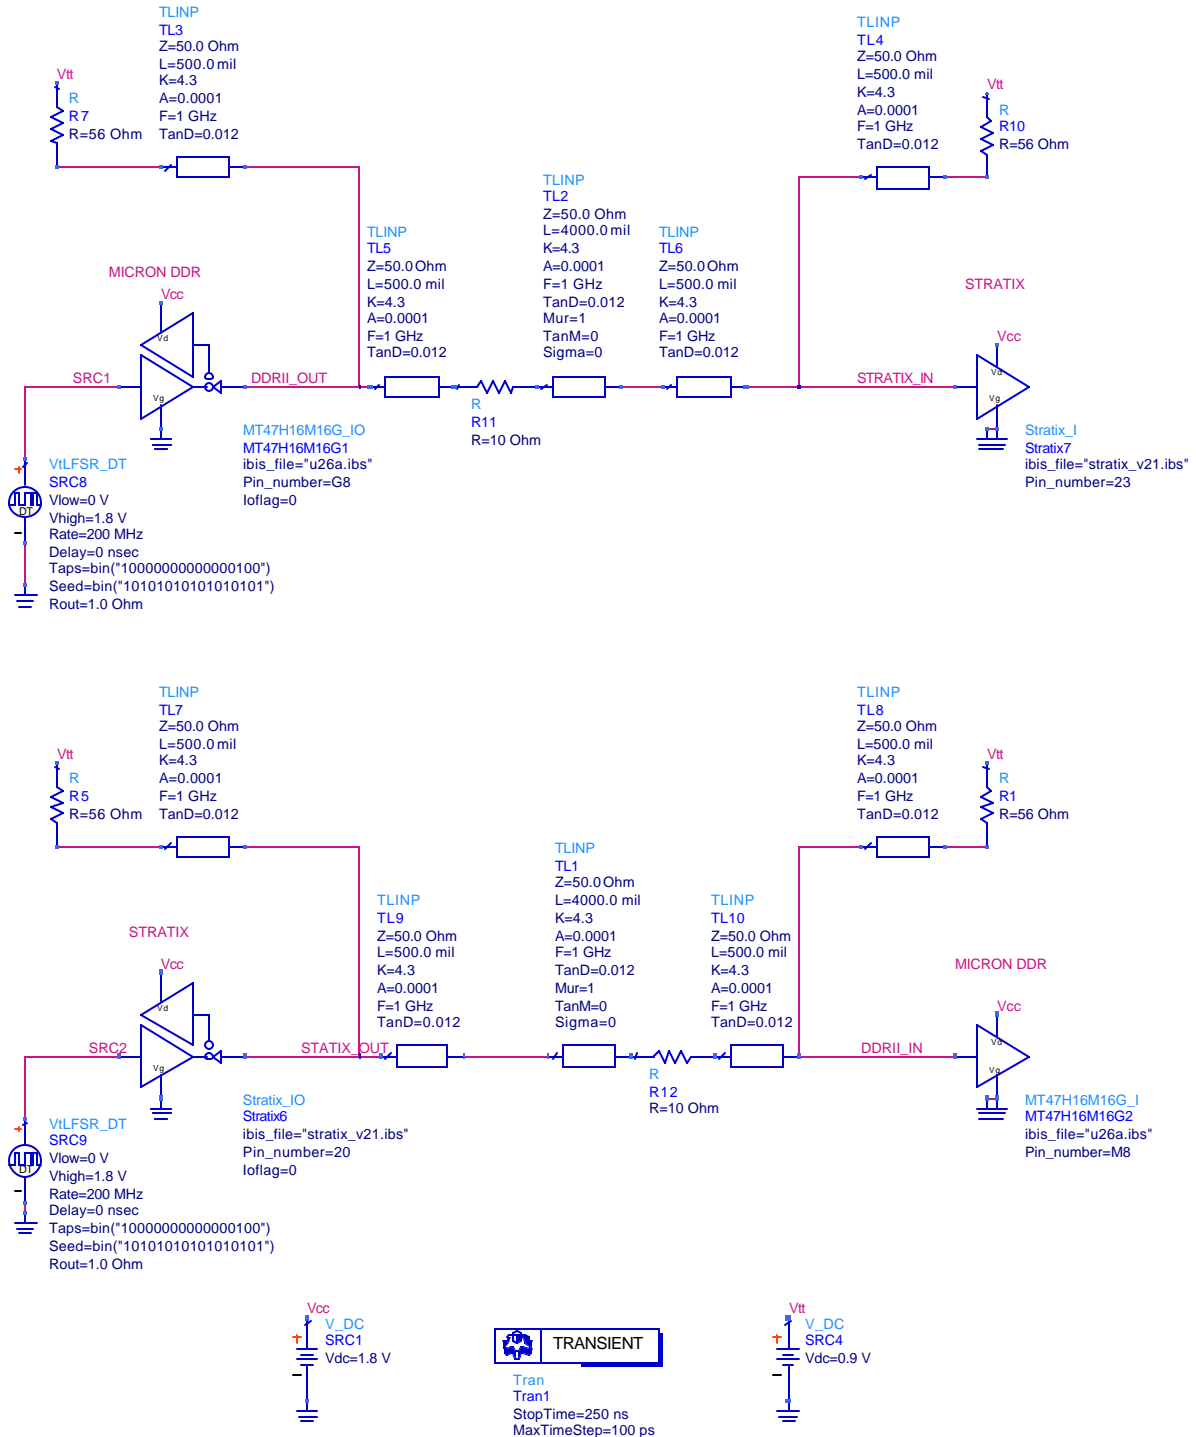 TLINP
TL3
Z=50.0 Ohm
L=500.0 mil
K=4.3
A=0.0001
F=1 GHz
TanD=0.012
Vtt
R
R7
R=56 Ohm
TLINP
TL4
Z=50.0 Ohm
L=500.0 mil
K=4.3
A=0.0001
F=1 GHz
TanD=0.012
Vtt
R
R10
R=56 Ohm
TLINP
TL5
Z=50.0 Ohm
L=500.0 mil
K=4.3
A=0.0001
F=1 GHz
TanD=0.012
TLINP
TL2
Z=50.0 Ohm
L=4000.0 mil
K=4.3
A=0.0001
F=1 GHz
TanD=0.012
Mur=1
TanM=0
Sigma=0
TLINP
TL6
Z=50.0 Ohm
L=500.0 mil
K=4.3
A=0.0001
F=1 GHz
TanD=0.012
MICRON DDR
Vcc
Vd
Vg
SRC1
DDRII_OUT
R
R11
R=10 Ohm
STRATIX
Vcc
Vd
Vg
STRATIX_IN
MT47H16M16G_IO
MT47H16M16G1
ibis_file="u26a.ibs"
Pin_number=G8
Ioflag=0
Stratix_I
Stratix7
ibis_file="stratix_v21.ibs"
Pin_number=23
DT
VtLFSR_DT
SRC8
Vlow=0 V
Vhigh=1.8 V
Rate=200 MHz
Delay=0 nsec
Taps=bin("10000000000000100")
Seed=bin("10101010101010101")
Rout=1.0 Ohm
TLINP
TL7
Z=50.0 Ohm
L=500.0 mil
K=4.3
A=0.0001
F=1 GHz
TanD=0.012
Vtt
R
R5
R=56 Ohm
TLINP
TL8
Z=50.0 Ohm
L=500.0 mil
K=4.3
A=0.0001
F=1 GHz
TanD=0.012
Vtt
R
R1
R=56 Ohm
TLINP
TL9
Z=50.0 Ohm
L=500.0 mil
K=4.3
A=0.0001
F=1 GHz
TanD=0.012
TLINP
TL1
Z=50.0 Ohm
L=4000.0 mil
K=4.3
A=0.0001
F=1 GHz
TanD=0.012
Mur=1
TanM=0
Sigma=0
TLINP
TL10
Z=50.0 Ohm
L=500.0 mil
K=4.3
A=0.0001
F=1 GHz
TanD=0.012
STRATIX
Vcc
Vd
Vg
SRC2
STATIX_OUT
R
R12
R=10 Ohm
MICRON DDR
Vcc
Vd
Vg
DDRII_IN
Stratix_IO
Stratix6
ibis_file="stratix_v21.ibs"
Pin_number=20
Ioflag=0
MT47H16M16G_I
MT47H16M16G2
ibis_file="u26a.ibs"
Pin_number=M8
DT
VtLFSR_DT
SRC9
Vlow=0 V
Vhigh=1.8 V
Rate=200 MHz
Delay=0 nsec
Taps=bin("10000000000000100")
Seed=bin("10101010101010101")
Rout=1.0 Ohm
Vcc
V_DC
SRC1
Vdc=1.8 V
TRANSIENT
Tran
Tran1
StopTime=250 ns
MaxTimeStep=100 ps
Vtt
V_DC
SRC4
Vdc=0.9 V